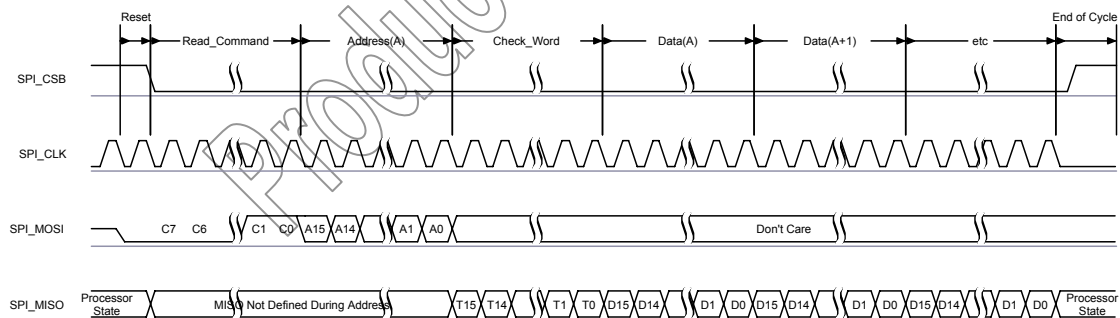 Reset
End of Cycle
Read_Command
Address(A)
Check_Word
Data(A)
Data(A+1)
etc
SPI_CSB
SPI_CLK
SPI_MOSI
C7 C6 C1 C0 A15 A14 A1 A0 Don't Care
SPI_MISO
Processor State
MISO Not Defined During Address
T15 T14 T1 T0 D15 D14 D1 D0 D15 D14 D1 D0 D15 D14 D1 D0
Processor State